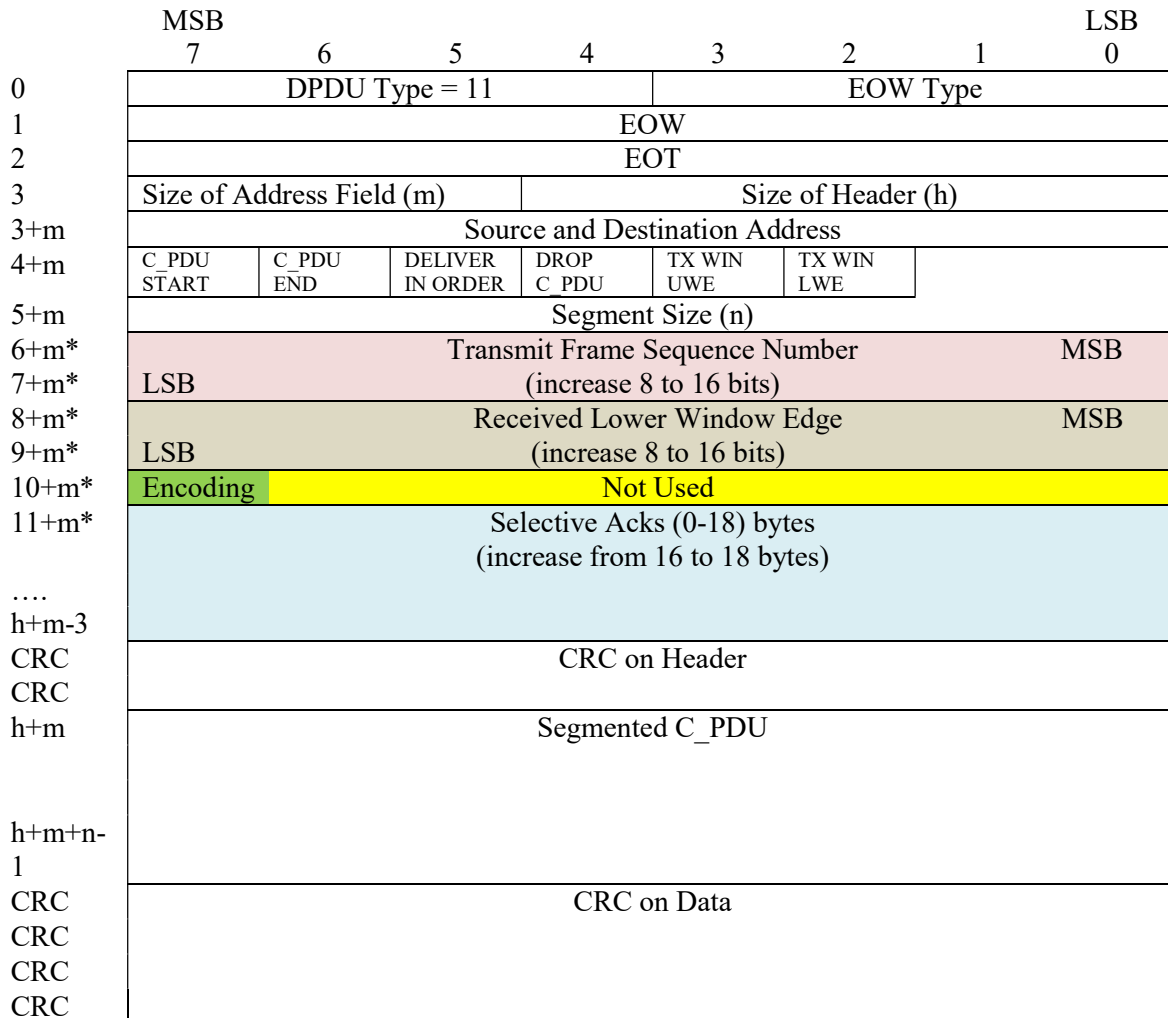 MSB LSB
7 6 5 4 3 2 1 0
0 DPDU Type = 11 EOW Type
1 EOW
2 EOT
3 Size of Address Field (m) Size of Header (h)
3+m Source and Destination Address
4+m C_PDU START C_PDU END DELIVER IN ORDER DROP C_PDU TX WIN UWE TX WIN LWE
5+m Segment Size (n)
6+m* Transmit Frame Sequence Number MSB
7+m* LSB (increase 8 to 16 bits)
8+m* Received Lower Window Edge MSB
9+m* LSB (increase 8 to 16 bits)
10+m* Encoding Not Used
11+m* Selective Acks (0-18) bytes
(increase from 16 to 18 bytes)
….
h+m-3
CRC CRC on Header
CRC
h+m Segmented C_PDU
h+m+n-
1
CRC CRC on Data
CRC
CRC
CRC